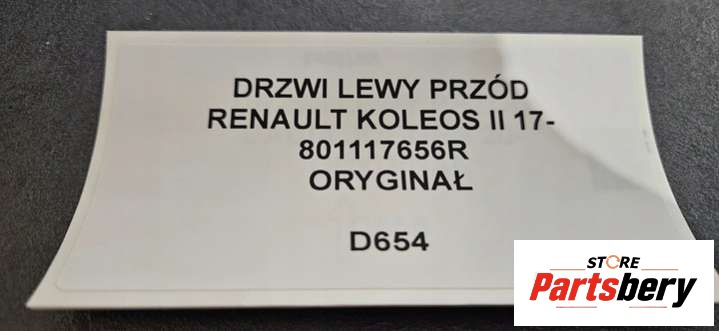 DRZWI LEWY PRZÓD
RENAULT KOLEOS II 17-
801117656R
ORYGINAŁ
D654
STORE
Partsbery